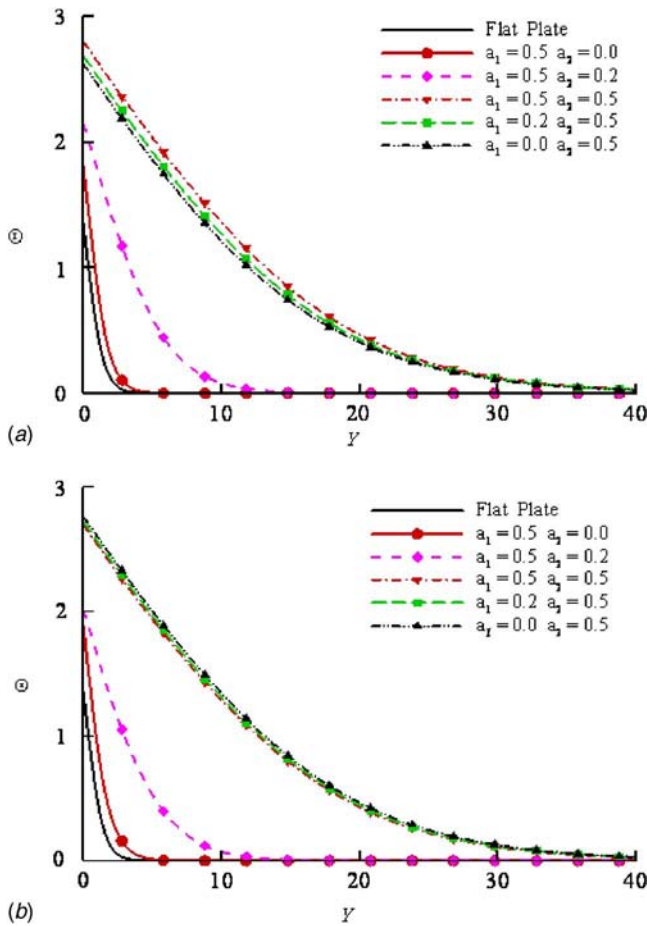 3
Flat Plate
a₁ = 0.5 a₂ = 0.0
a₁ = 0.5 a₂ = 0.2
a₁ = 0.5 a₂ = 0.5
a₁ = 0.2 a₂ = 0.5
a₁ = 0.0 a₂ = 0.5
2
Θ
1
0
0 10 20 30 40
(a) Y
3
Flat Plate
a₁ = 0.5 a₂ = 0.0
a₁ = 0.5 a₂ = 0.2
a₁ = 0.5 a₂ = 0.5
a₁ = 0.2 a₂ = 0.5
a₁ = 0.0 a₂ = 0.5
2
Θ
1
0
0 10 20 30 40
(b) Y